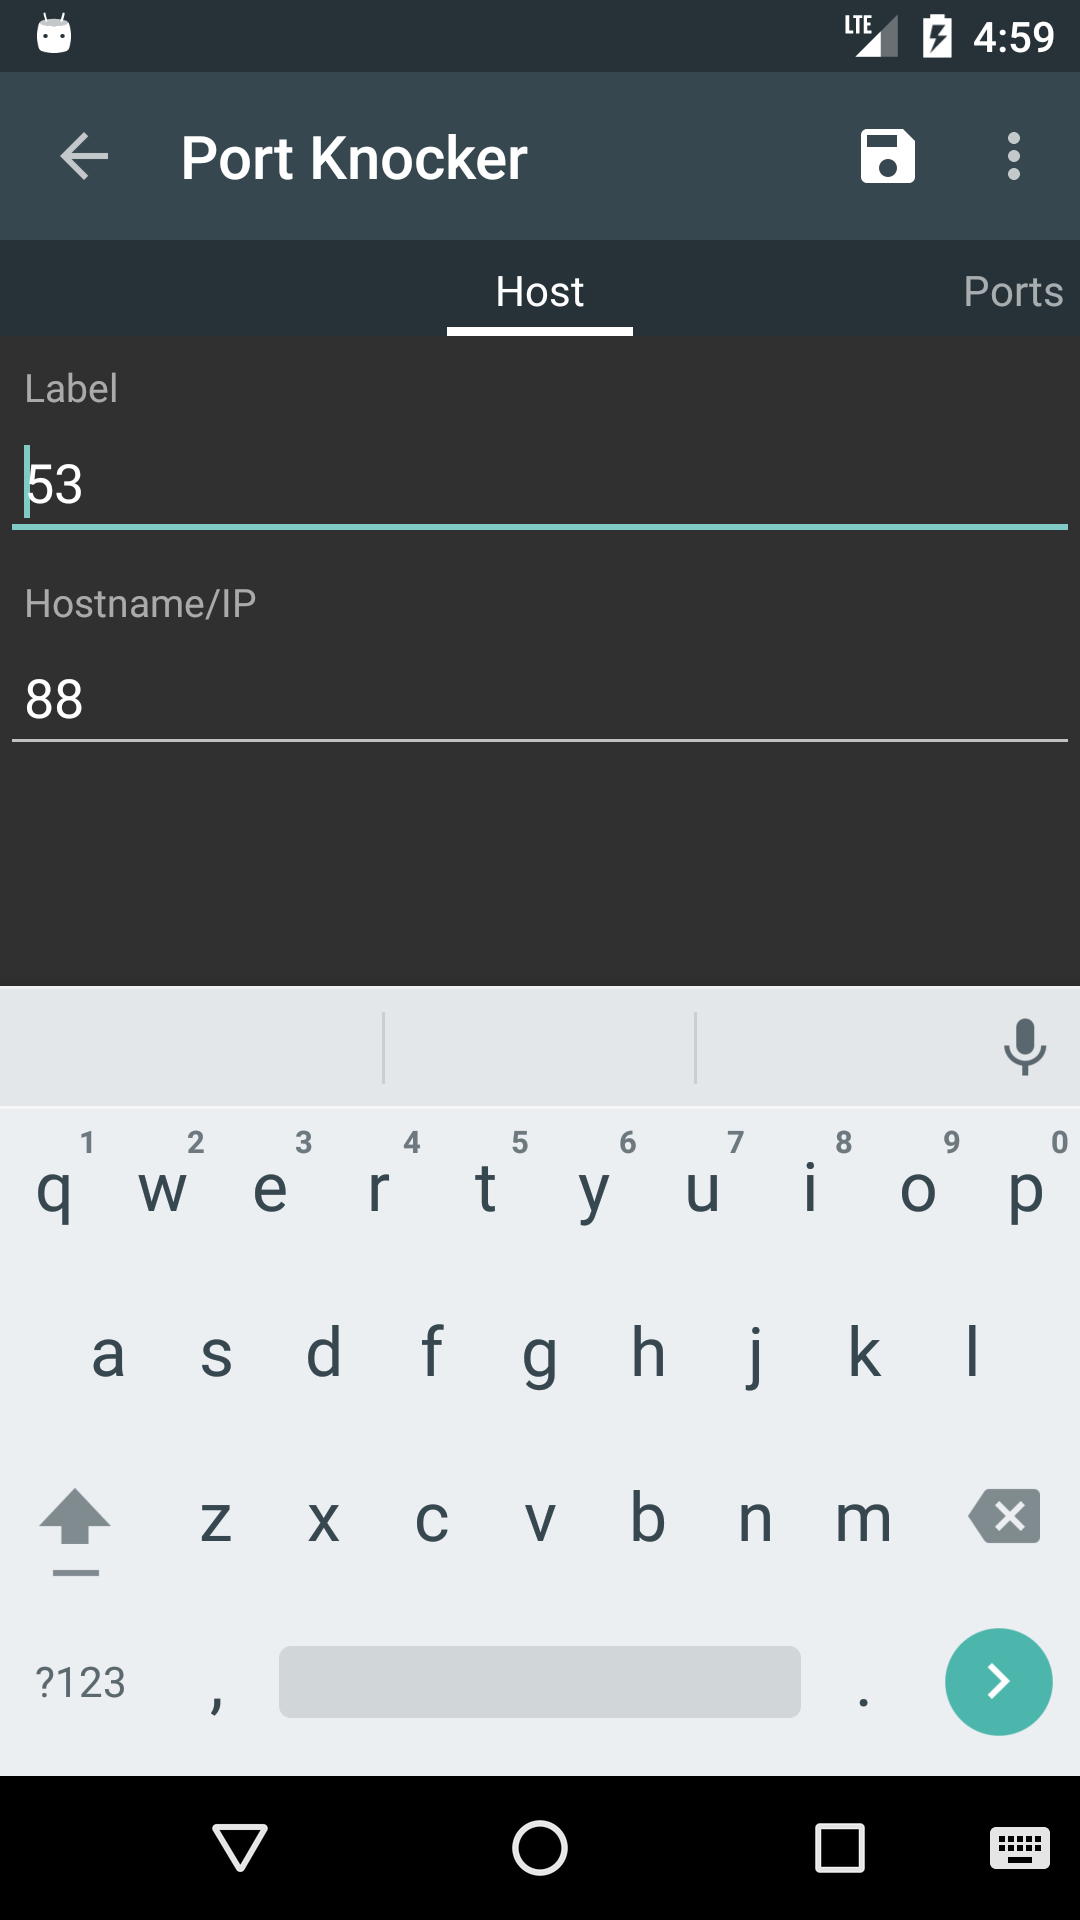 LTE 4:59
Port Knocker
Host Ports
Label
53
Hostname/IP
88
1 2 3 4 5 6 7 8 9 0
q w e r t y u i o p
a s d f g h j k l
z x c v b n m
?123 , .